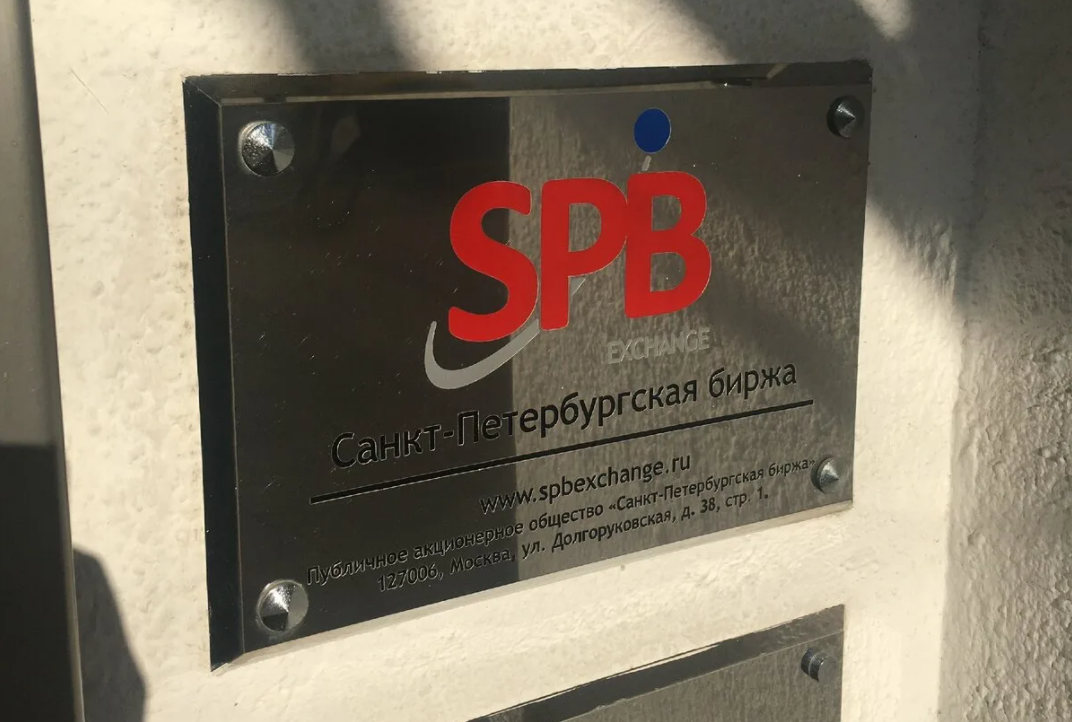 SPB
EXCHANGE
Санкт-Петербургская биржа
www.spbexchange.ru
Публичное акционерное общество «Санкт-Петербургская биржа»
127006, Москва, ул. Долгоруковская, д. 38, стр. 1.